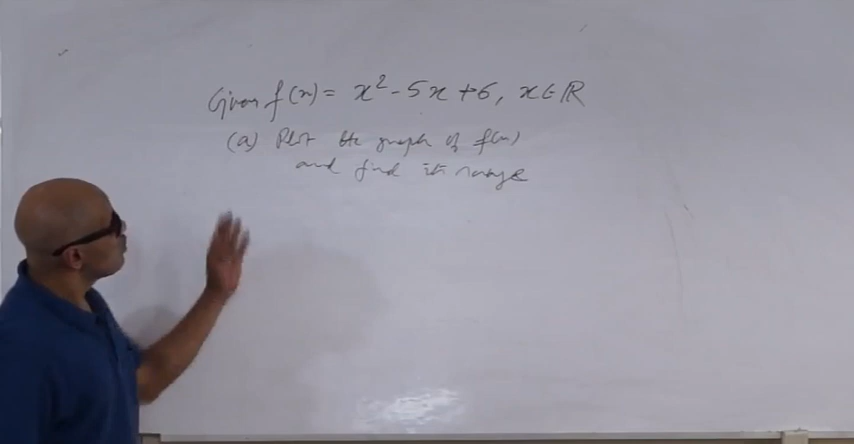 Given f(x) = x² - 5x + 6, x ∈ ℝ
(a) Plot the graph of f(x)
and find its range